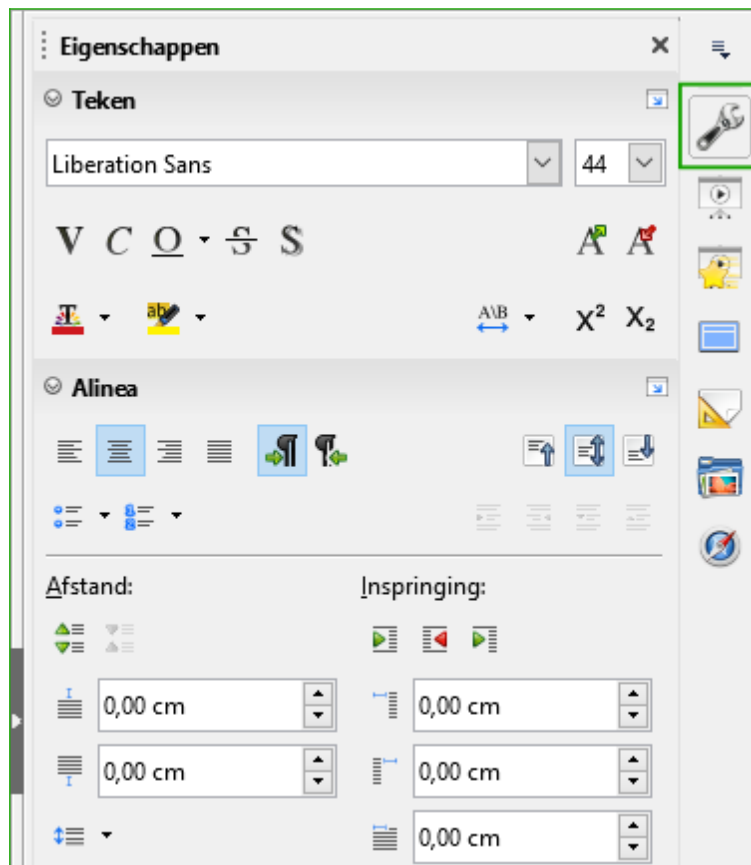 Eigenschappen
Teken
Liberation Sans 44
V C O S S A A
T ab A\B X² X₂
Alinea
Afstand: Inspringing:
0,00 cm 0,00 cm
0,00 cm 0,00 cm
0,00 cm